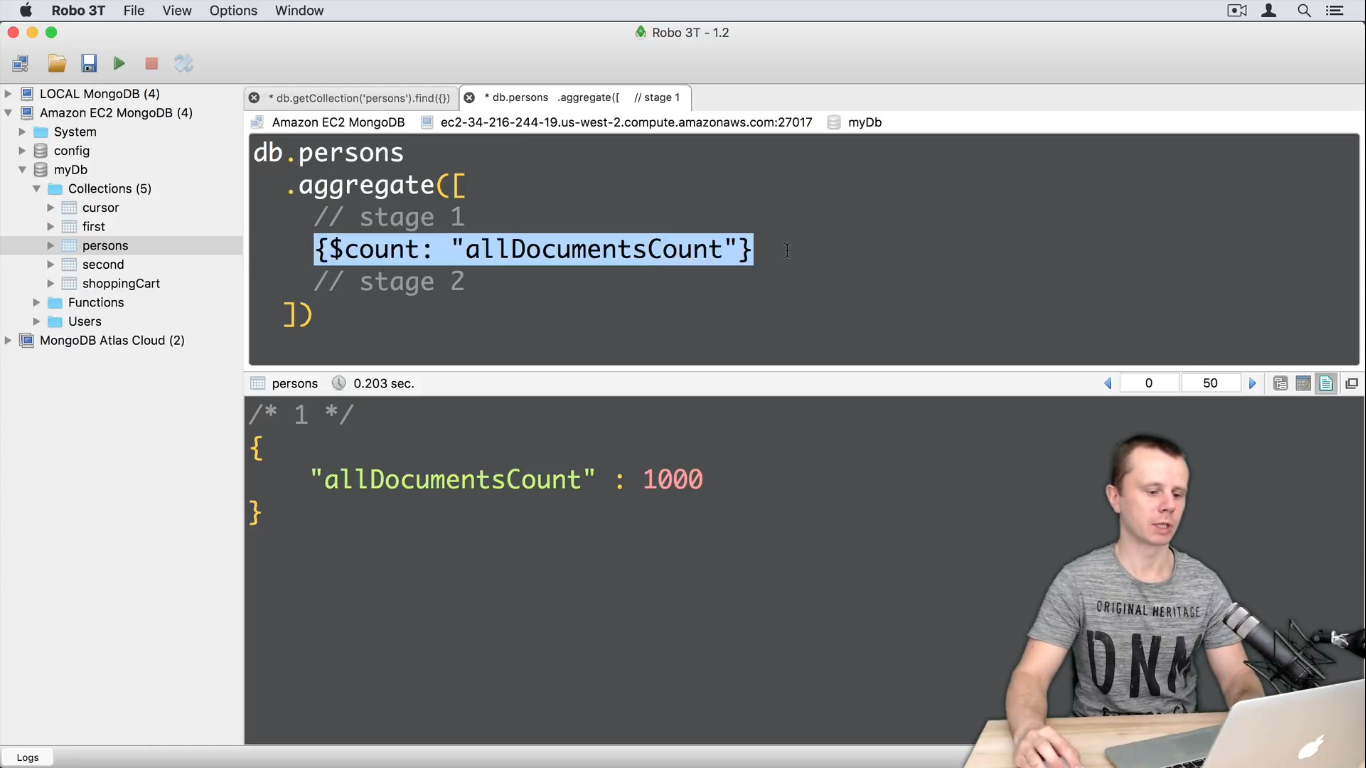 Robo 3T File View Options Window
Robo 3T - 1.2
* db.getCollection('persons').find({}) * db.persons .aggregate([ // stage 1
LOCAL MongoDB (4)
Amazon EC2 MongoDB (4)
System
config
myDb
Collections (5)
cursor
first
persons
second
shoppingCart
Functions
Users
MongoDB Atlas Cloud (2)
Amazon EC2 MongoDB ec2-34-216-244-19.us-west-2.compute.amazonaws.com:27017 myDb
db.persons
.aggregate([
// stage 1
{$count: "allDocumentsCount"}
// stage 2
])
persons 0.203 sec. 0 50
/* 1 */
{
"allDocumentsCount" : 1000
}
ORIGINAL HERITAGE
DNM
Logs